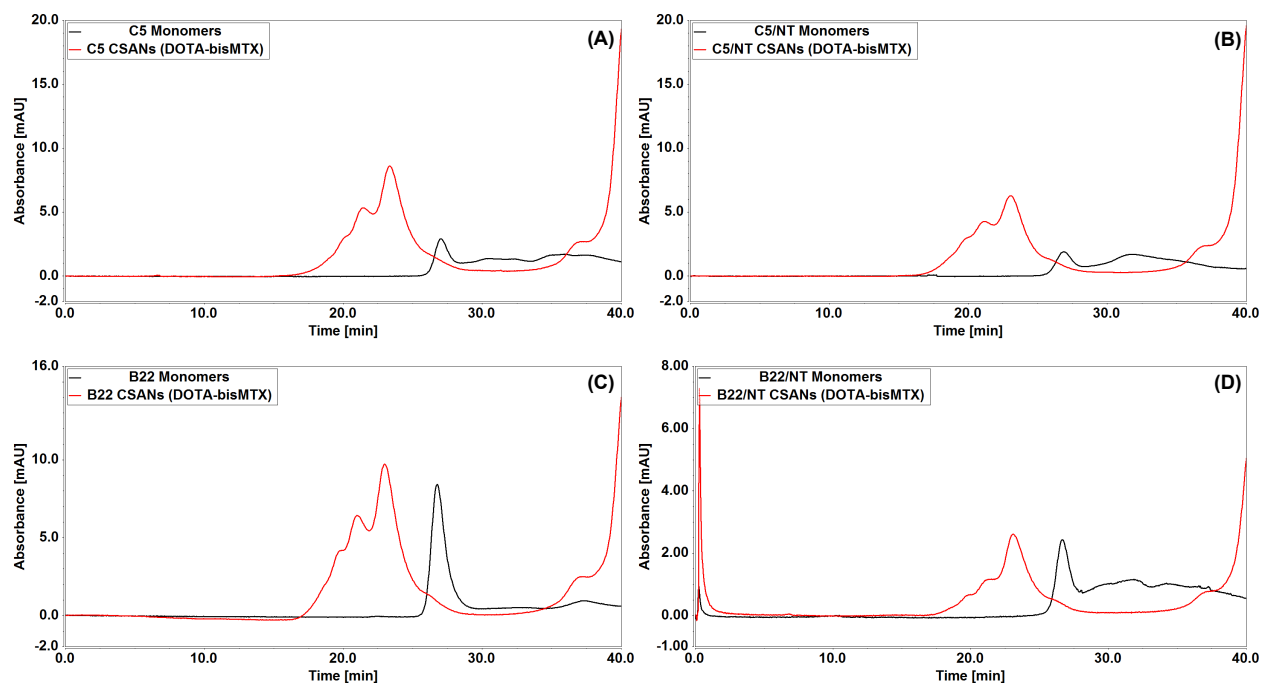 C5 Monomers
C5 CSANs (DOTA-bisMTX)
(A)
Absorbance [mAU]
20.0
15.0
10.0
5.0
0.0
-2.0
0.0 10.0 20.0 30.0 40.0
Time [min]
C5/NT Monomers
C5/NT CSANs (DOTA-bisMTX)
(B)
Absorbance [mAU]
20.0
15.0
10.0
5.0
0.0
-2.0
0.0 10.0 20.0 30.0 40.0
Time [min]
B22 Monomers
B22 CSANs (DOTA-bisMTX)
(C)
Absorbance [mAU]
16.0
10.0
5.0
0.0
-2.0
0.0 10.0 20.0 30.0 40.0
Time [min]
B22/NT Monomers
B22/NT CSANs (DOTA-bisMTX)
(D)
Absorbance [mAU]
8.00
6.00
4.00
2.00
0.00
-1.00
0.0 10.0 20.0 30.0 40.0
Time [min]